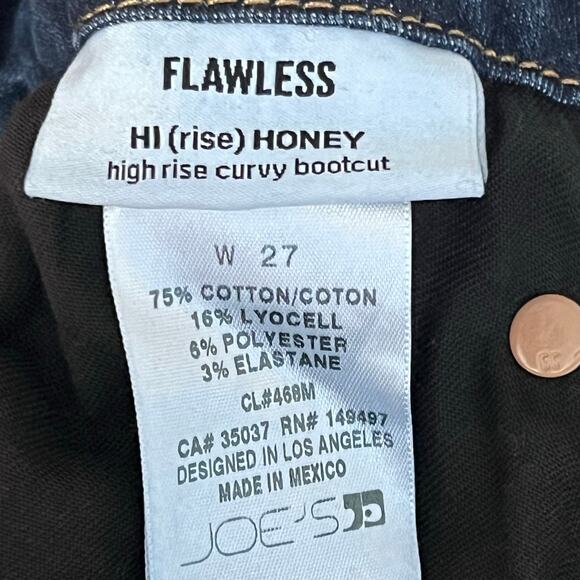 FLAWLESS
HI (rise) HONEY
high rise curvy bootcut
W 27
75% COTTON/COTON
16% LYOCELL
6% POLYESTER
3% ELASTANE
CL#468M
CA# 35037 RN# 149497
DESIGNED IN LOS ANGELES
MADE IN MEXICO
JOE'S